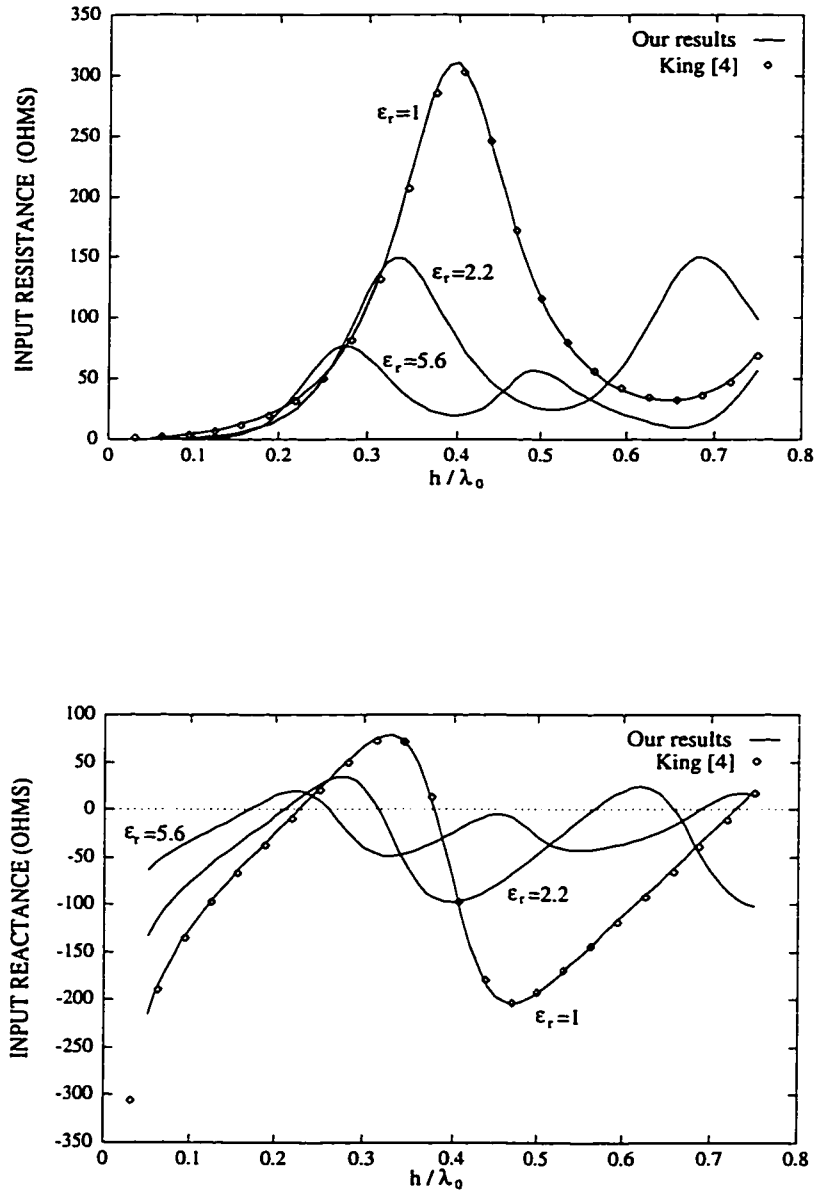 350
300
250
200
150
100
50
0
INPUT RESISTANCE (OHMS)
Our results
King [4]
εr=1
εr=2.2
εr=5.6
0 0.1 0.2 0.3 0.4 0.5 0.6 0.7 0.8
h / λ0
100
50
0
-50
-100
-150
-200
-250
-300
-350
INPUT REACTANCE (OHMS)
Our results
King [4]
εr=5.6
εr=2.2
εr=1
0 0.1 0.2 0.3 0.4 0.5 0.6 0.7 0.8
h / λ0